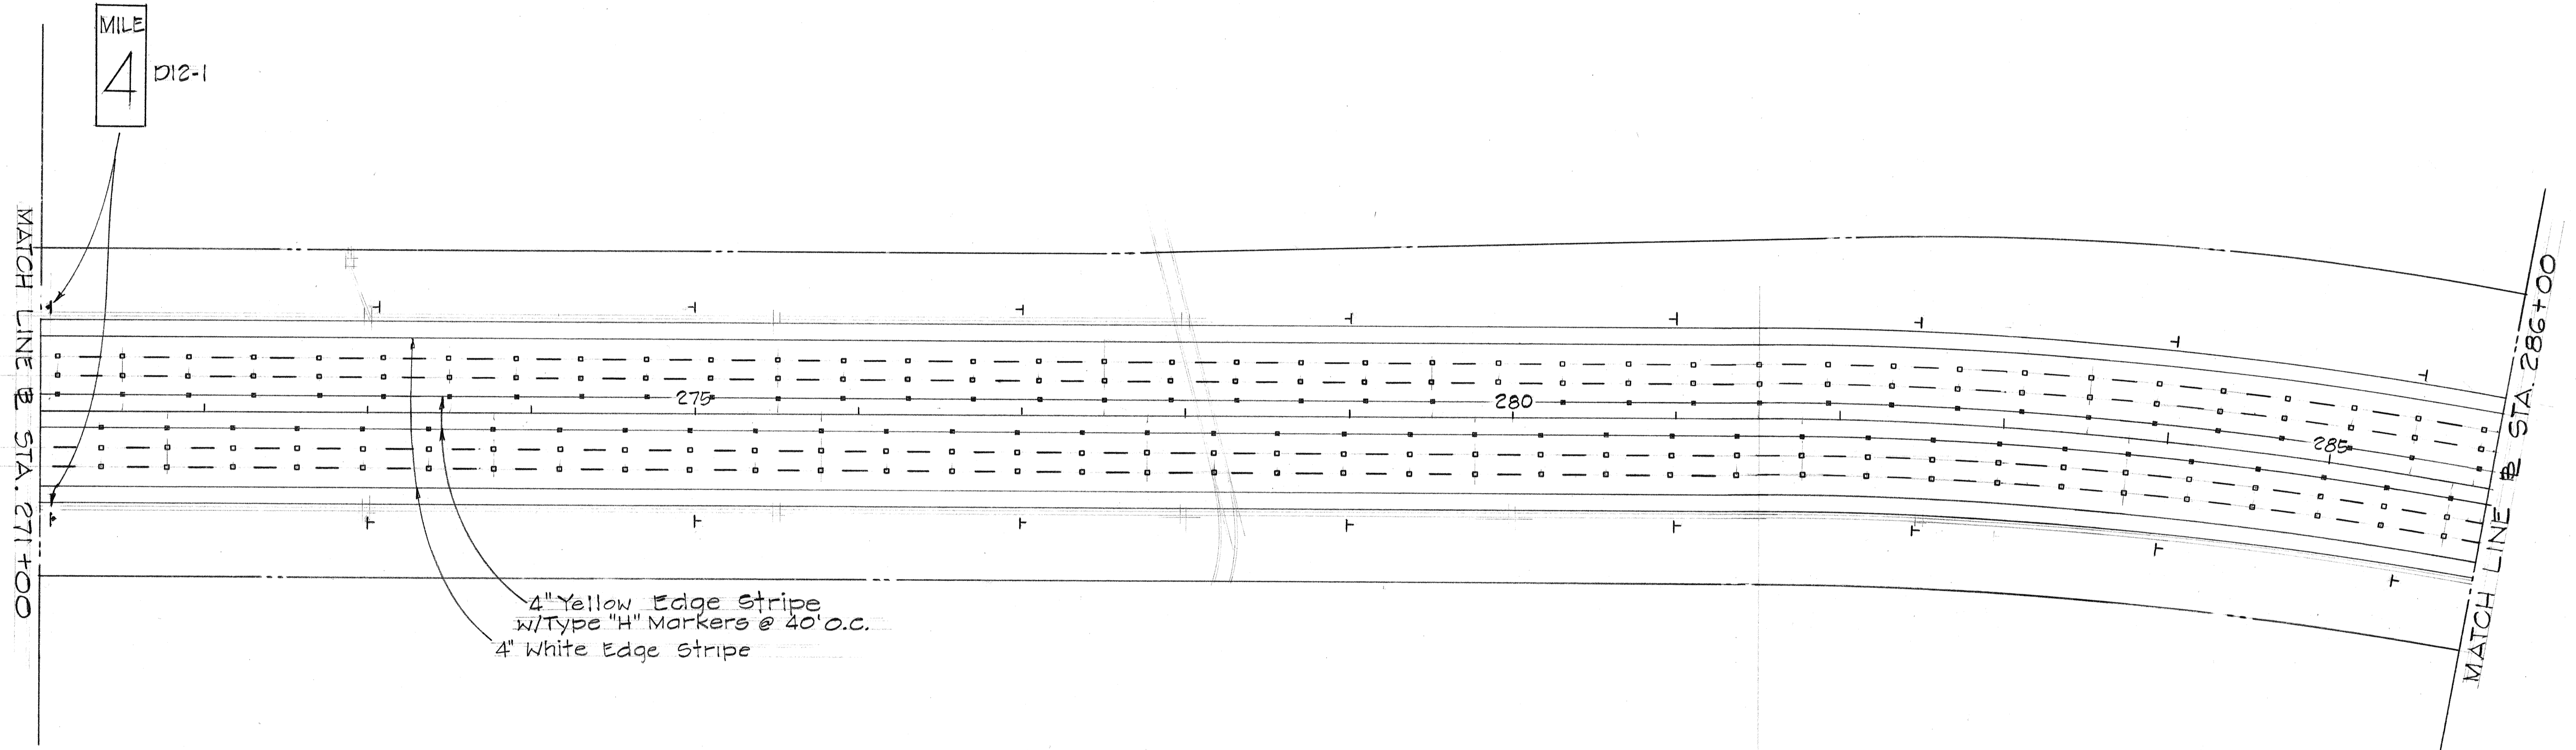 MILE
4
D12-1
MATCH LINE ℄ STA. 271+00
275
280
285
4" Yellow Edge Stripe
w/Type "H" Markers @ 40' O.C.
4" White Edge Stripe
MATCH LINE ℄ STA. 286+00